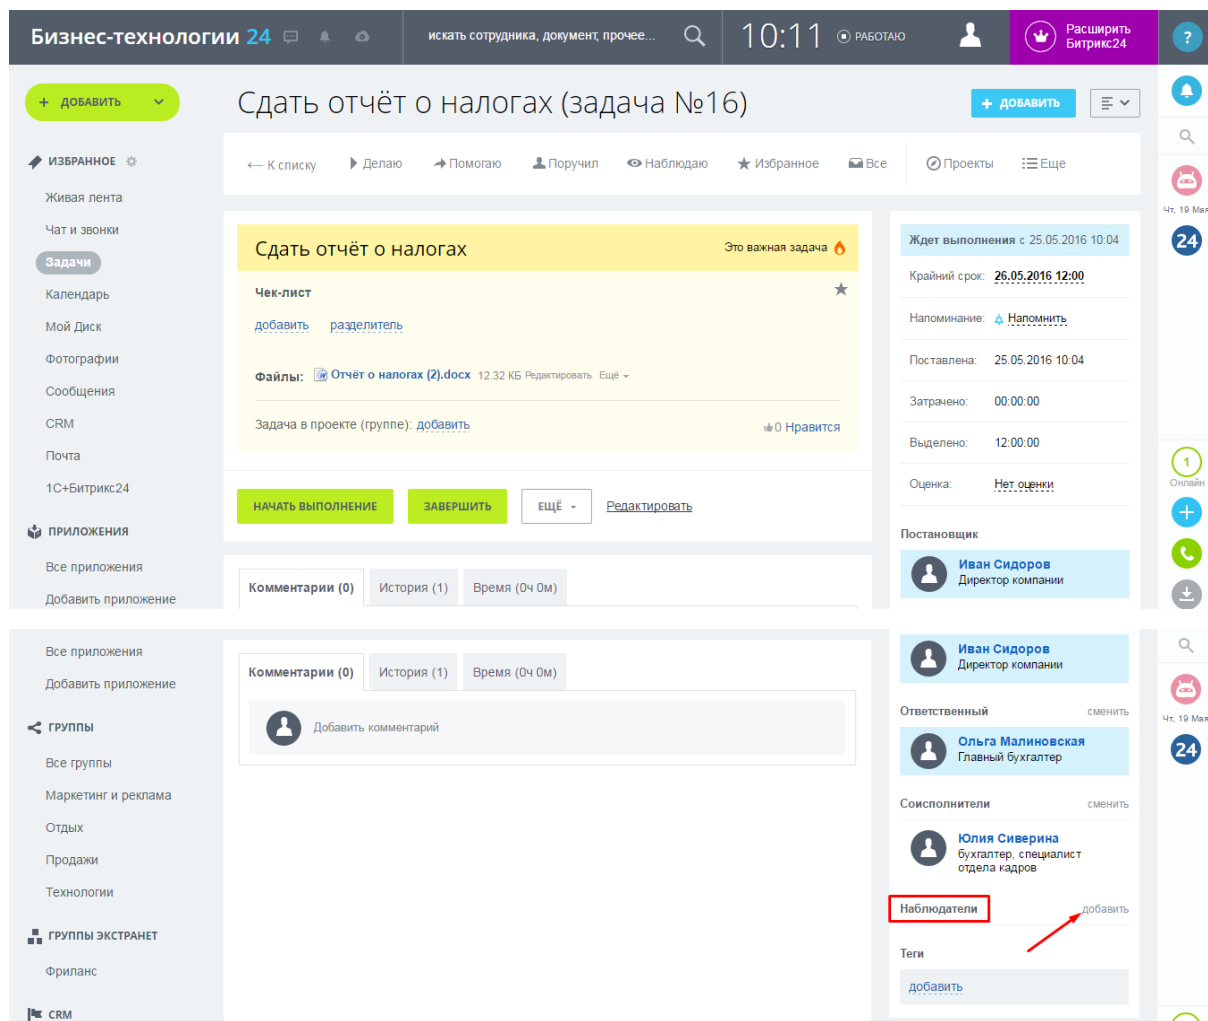 Бизнес-технологии 24
искать сотрудника, документ, прочее...
10:11
РАБОТАЮ
Расширить
Битрикс24
?
+ ДОБАВИТЬ
Сдать отчёт о налогах (задача №16)
+ ДОБАВИТЬ
ИЗБРАННОЕ
Живая лента
Чат и звонки
Задачи
Календарь
Мой Диск
Фотографии
Сообщения
CRM
Почта
1С+Битрикс24
ПРИЛОЖЕНИЯ
Все приложения
Добавить приложение
К списку
Делаю
Помогаю
Поручил
Наблюдаю
Избранное
Все
Проекты
Еще
Сдать отчёт о налогах
Это важная задача
Чек-лист
добавить разделитель
Файлы: Отчёт о налогах (2).docx 12.32 КБ Редактировать Ещё
Задача в проекте (группе): добавить
0 Нравится
НАЧАТЬ ВЫПОЛНЕНИЕ
ЗАВЕРШИТЬ
ЕЩЁ
Редактировать
Комментарии (0)
История (1)
Время (0ч 0м)
Ждет выполнения с 25.05.2016 10:04
Крайний срок: 26.05.2016 12:00
Напоминание: Напомнить
Поставлена: 25.05.2016 10:04
Затрачено: 00:00:00
Выделено: 12:00:00
Оценка: Нет оценки
Постановщик
Иван Сидоров
Директор компании
Чт, 19 Мая
24
1
Онлайн
Все приложения
Добавить приложение
ГРУППЫ
Все группы
Маркетинг и реклама
Отдых
Продажи
Технологии
ГРУППЫ ЭКСТРАНЕТ
Фриланс
CRM
Комментарии (0)
История (1)
Время (0ч 0м)
Добавить комментарий
Иван Сидоров
Директор компании
Ответственный сменить
Ольга Малиновская
Главный бухгалтер
Соисполнители сменить
Юлия Сиверина
бухгалтер, специалист
отдела кадров
Наблюдатели добавить
Теги
добавить
Чт, 19 Мая
24